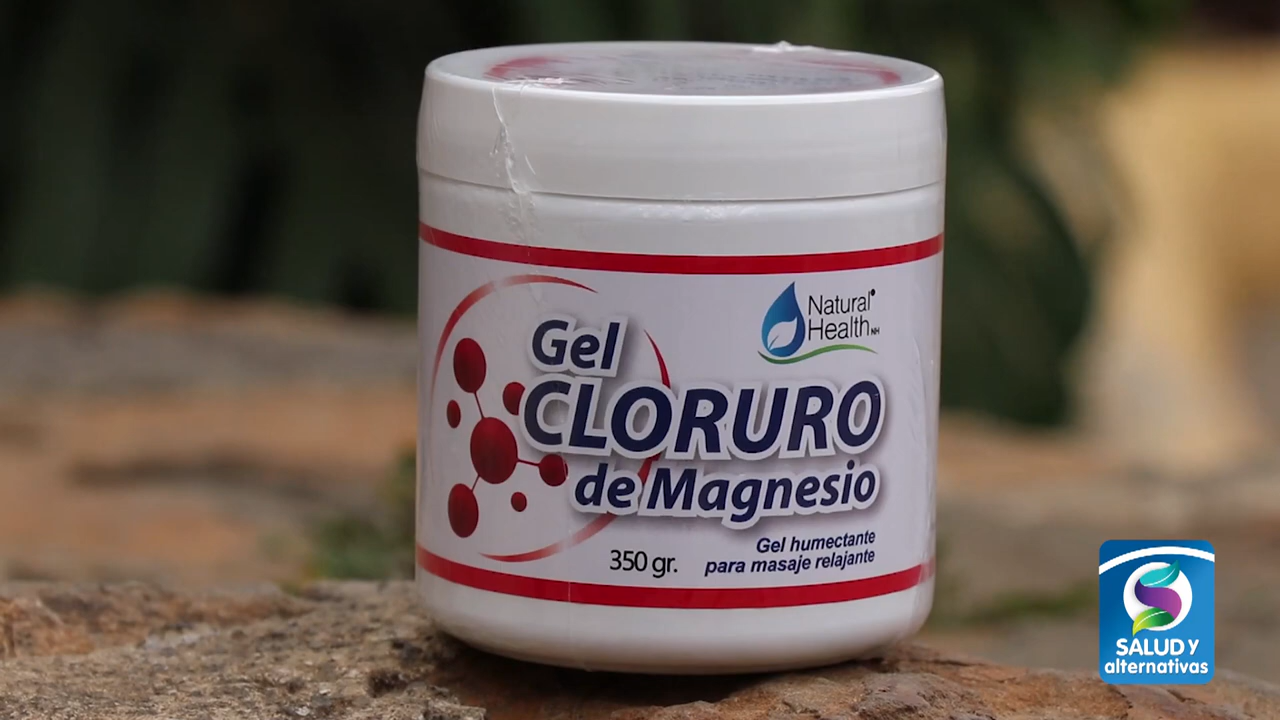 Natural
Health NH
Gel
CLORURO
de Magnesio
Gel humectante
350 gr. para masaje relajante
SALUD Y
alternativas